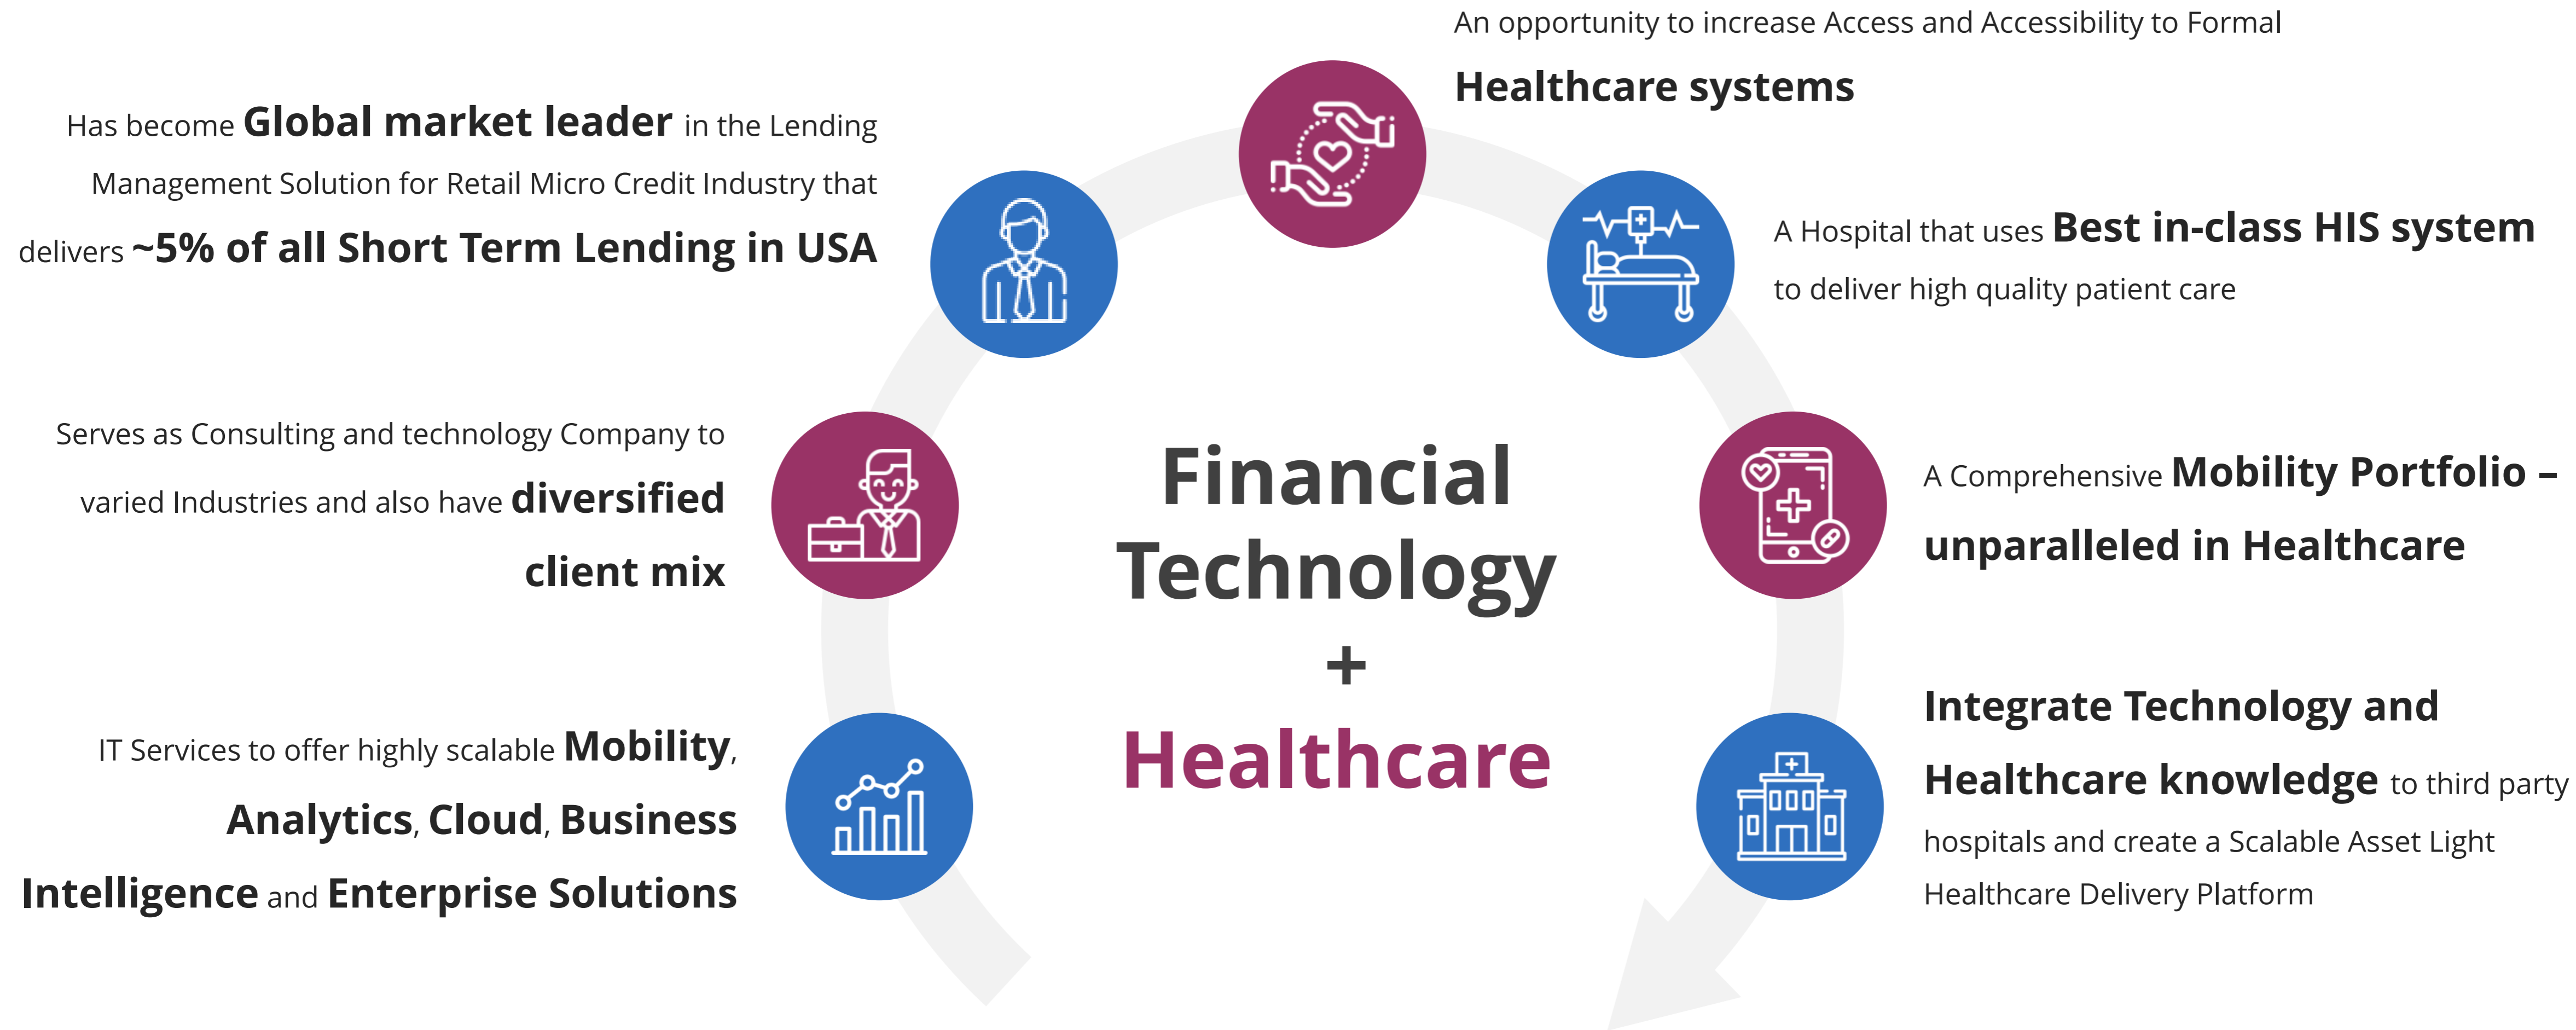 An opportunity to increase Access and Accessibility to Formal
Healthcare systems
Has become Global market leader in the Lending
Management Solution for Retail Micro Credit Industry that
delivers ~5% of all Short Term Lending in USA
A Hospital that uses Best in-class HIS system
to deliver high quality patient care
Serves as Consulting and technology Company to
varied Industries and also have diversified
client mix
Financial
Technology
+
Healthcare
A Comprehensive Mobility Portfolio –
unparalleled in Healthcare
IT Services to offer highly scalable Mobility,
Analytics, Cloud, Business
Intelligence and Enterprise Solutions
Integrate Technology and
Healthcare knowledge to third party
hospitals and create a Scalable Asset Light
Healthcare Delivery Platform